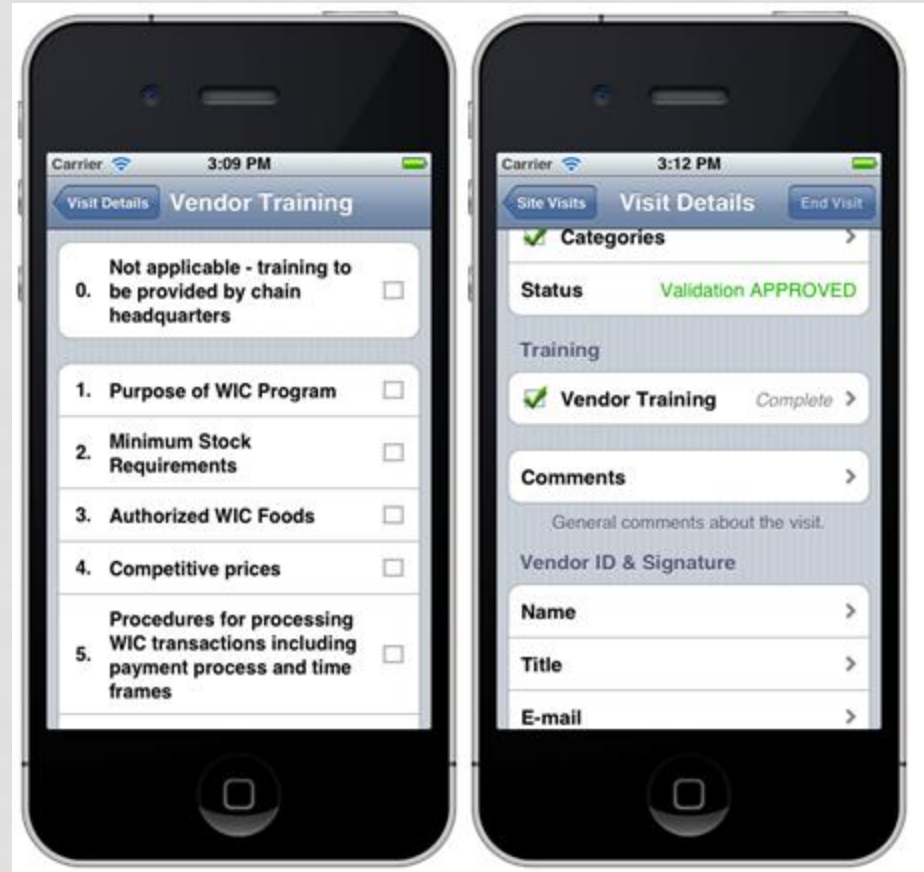 Carrier 3:09 PM
Visit Details Vendor Training
0. Not applicable - training to
be provided by chain
headquarters
1. Purpose of WIC Program
2. Minimum Stock
Requirements
3. Authorized WIC Foods
4. Competitive prices
5. Procedures for processing
WIC transactions including
payment process and time
frames
Carrier 3:12 PM
Site Visits Visit Details End Visit
Categories
Status Validation APPROVED
Training
Vendor Training Complete
Comments
General comments about the visit.
Vendor ID & Signature
Name
Title
E-mail